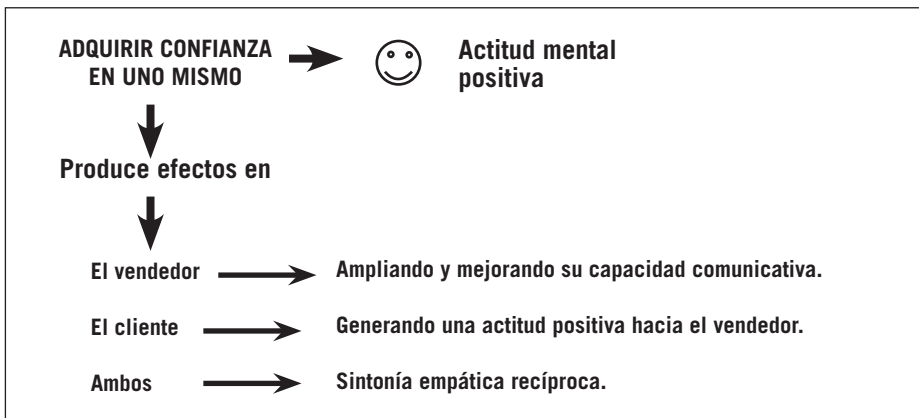 ADQUIRIR CONFIANZA
EN UNO MISMO
Actitud mental
positiva
Produce efectos en
El vendedor
Ampliando y mejorando su capacidad comunicativa.
El cliente
Generando una actitud positiva hacia el vendedor.
Ambos
Sintonía empática recíproca.